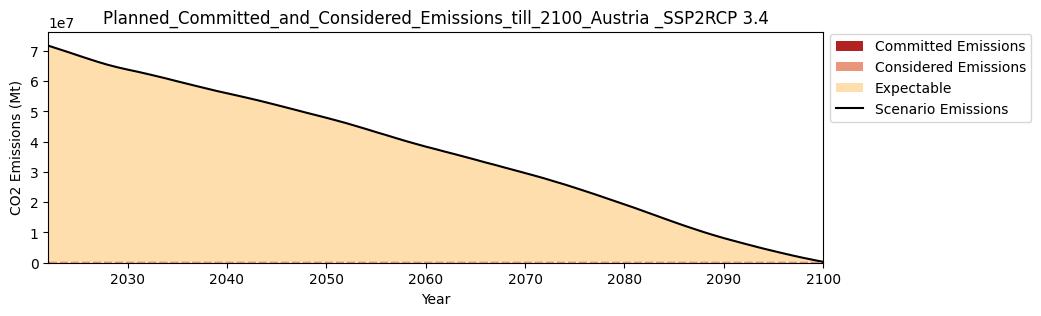 Planned_Committed_and_Considered_Emissions_till_2100_Austria _SSP2RCP 3.4
1e7
7
6
5
4
3
2
1
0
CO2 Emissions (Mt)
2030 2040 2050 2060 2070 2080 2090 2100
Year
Committed Emissions
Considered Emissions
Expectable
Scenario Emissions